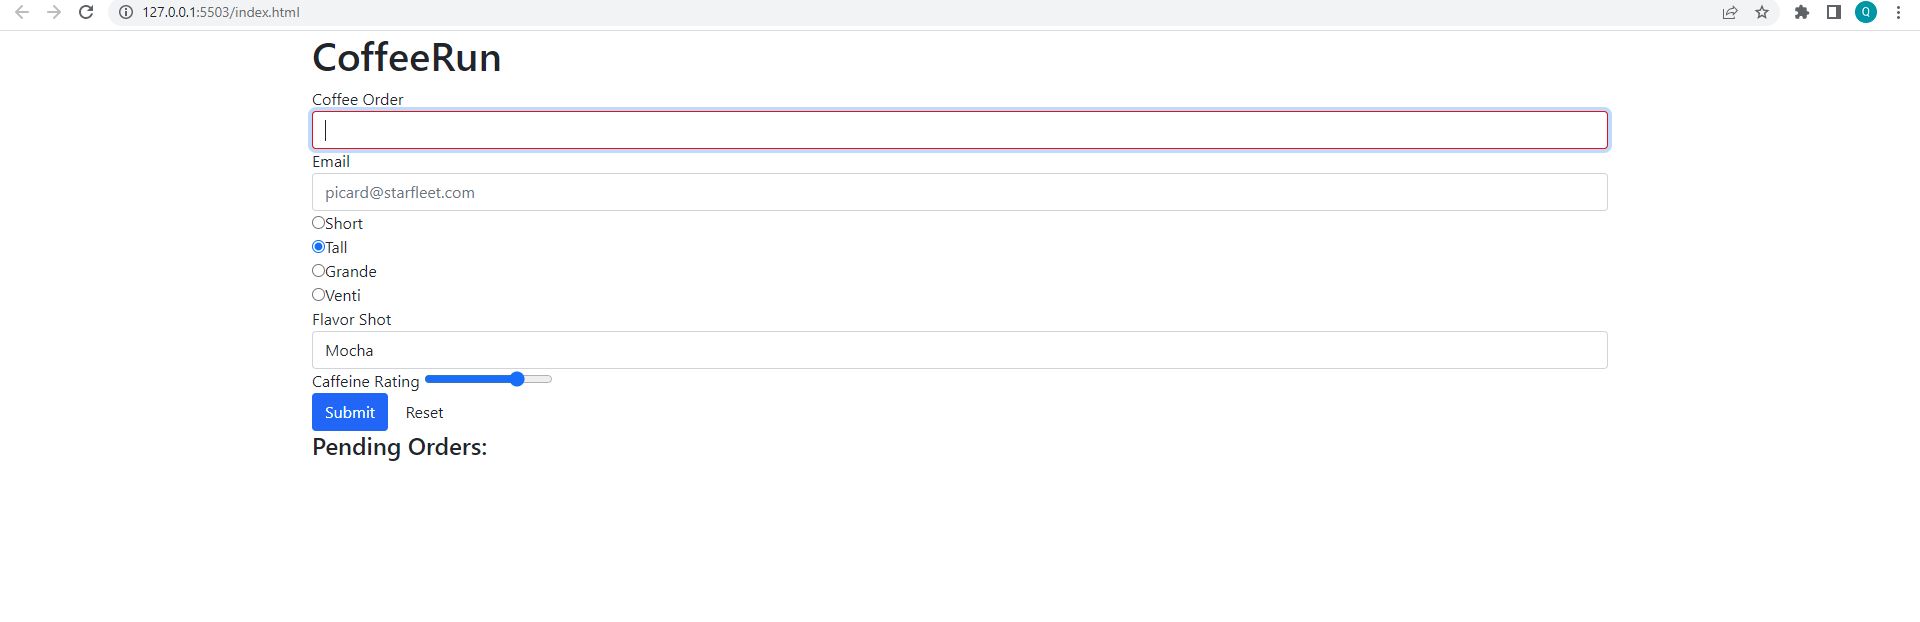 127.0.0.1:5503/index.html
Q
CoffeeRun
Coffee Order
Email
picard@starfleet.com
Short
Tall
Grande
Venti
Flavor Shot
Mocha
Caffeine Rating
Submit Reset
Pending Orders: